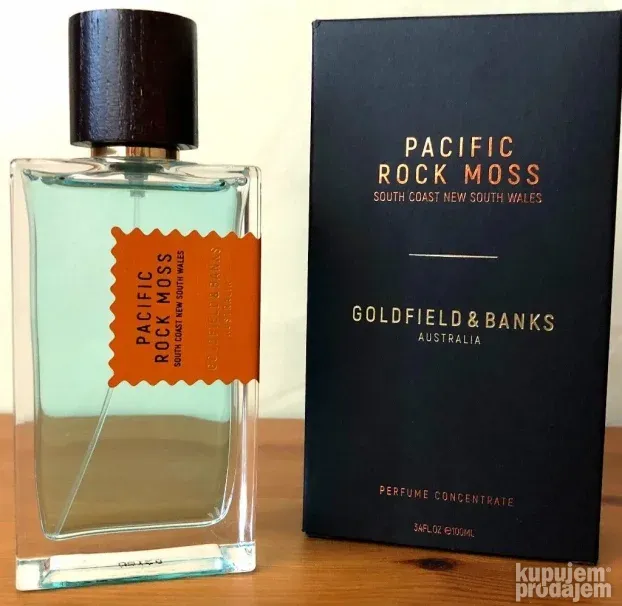 PACIFIC
ROCK MOSS
SOUTH COAST NEW SOUTH WALES
GOLDFIELD & BANKS
AUSTRALIA
PACIFIC
ROCK MOSS
SOUTH COAST NEW SOUTH WALES
GOLDFIELD & BANKS
AUSTRALIA
PERFUME CONCENTRATE
3.4FL.OZ ℮100ML
kupujem
prodajem